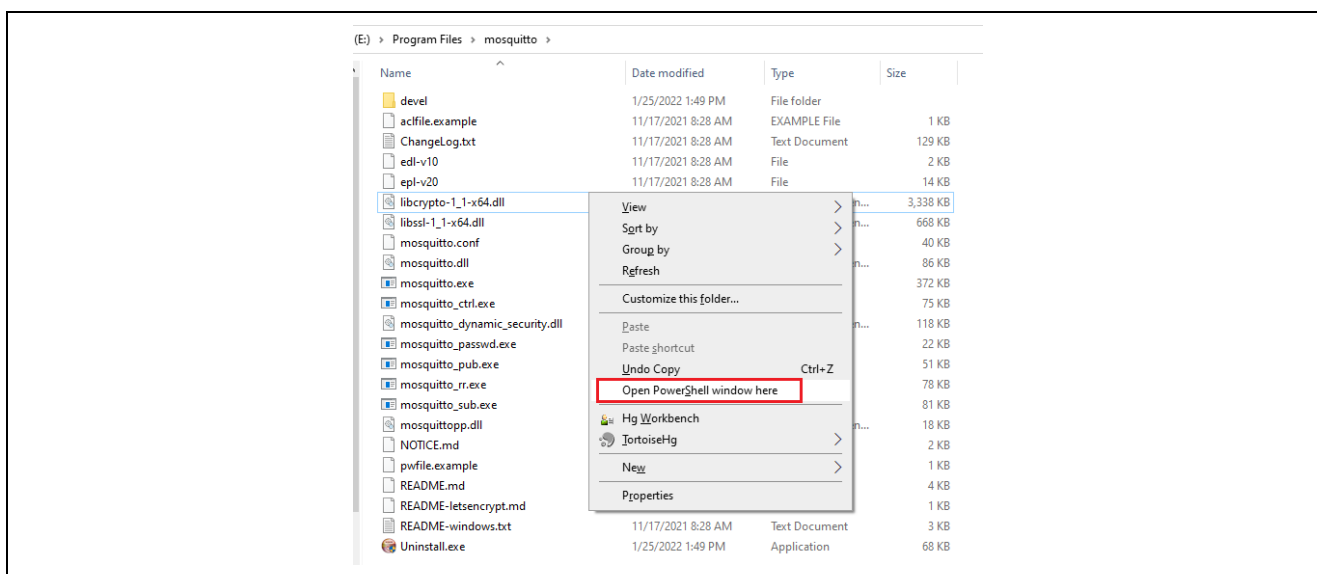 (E:) > Program Files > mosquitto >
Name Date modified Type Size
devel 1/25/2022 1:49 PM File folder
aclfile.example 11/17/2021 8:28 AM EXAMPLE File 1 KB
ChangeLog.txt 11/17/2021 8:28 AM Text Document 129 KB
edl-v10 11/17/2021 8:28 AM File 2 KB
epl-v20 11/17/2021 8:28 AM File 14 KB
libcrypto-1_1-x64.dll n... 3,338 KB
View
libssl-1_1-x64.dll n... 668 KB
Sort by
mosquitto.conf 40 KB
Group by
mosquitto.dll n... 86 KB
Refresh
mosquitto.exe 372 KB
Customize this folder...
mosquitto_ctrl.exe 75 KB
mosquitto_dynamic_security.dll n... 118 KB
Paste
mosquitto_passwd.exe 22 KB
Paste shortcut
mosquitto_pub.exe 51 KB
Undo Copy Ctrl+Z
mosquitto_rr.exe 78 KB
Open PowerShell window here
mosquitto_sub.exe 81 KB
Hg Workbench
mosquittopp.dll n... 18 KB
TortoiseHg
NOTICE.md 2 KB
pwfile.example 1 KB
New
README.md 4 KB
Properties
README-letsencrypt.md 1 KB
README-windows.txt 11/17/2021 8:28 AM Text Document 3 KB
Uninstall.exe 1/25/2022 1:49 PM Application 68 KB